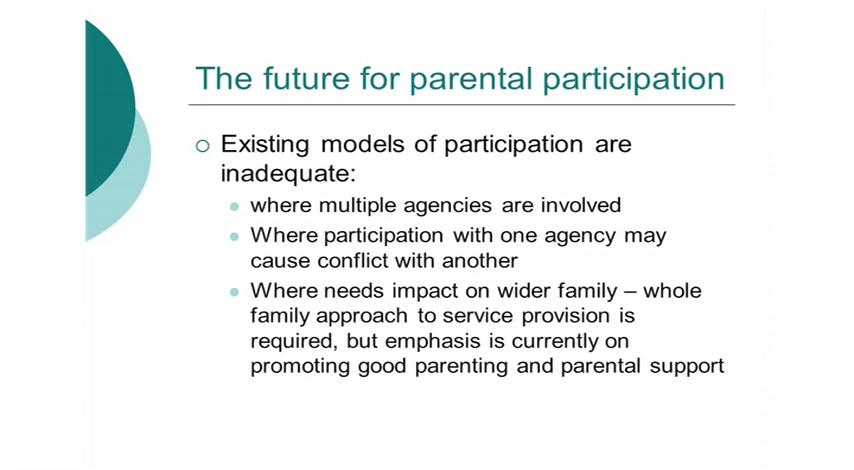 The future for parental participation
Existing models of participation are
inadequate:
where multiple agencies are involved
Where participation with one agency may
cause conflict with another
Where needs impact on wider family – whole
family approach to service provision is
required, but emphasis is currently on
promoting good parenting and parental support